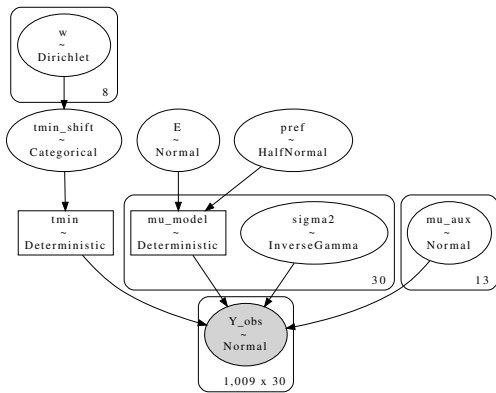 w
~
Dirichlet
8
tmin_shift
~
Categorical
E
~
Normal
pref
~
HalfNormal
tmin
~
Deterministic
mu_model
~
Deterministic
sigma2
~
InverseGamma
30
mu_aux
~
Normal
13
Y_obs
~
Normal
1,009 x 30